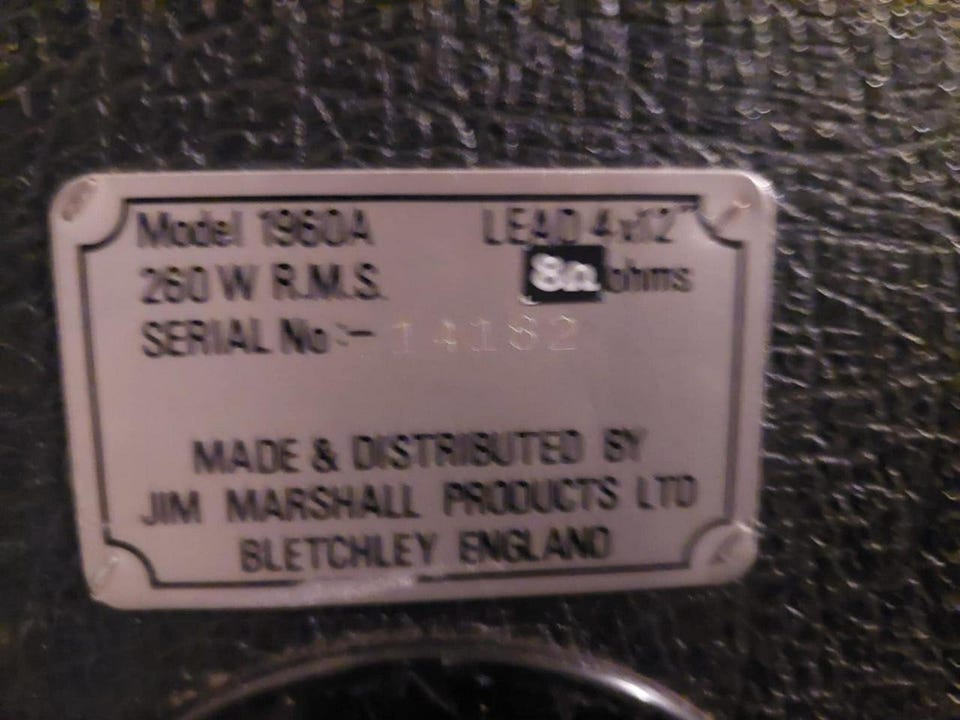 Model 1960A LEAD 4x12"
260 W R.M.S. 8Ω ohms
SERIAL No :- 14182
MADE & DISTRIBUTED BY
JIM MARSHALL PRODUCTS LTD
BLETCHLEY ENGLAND